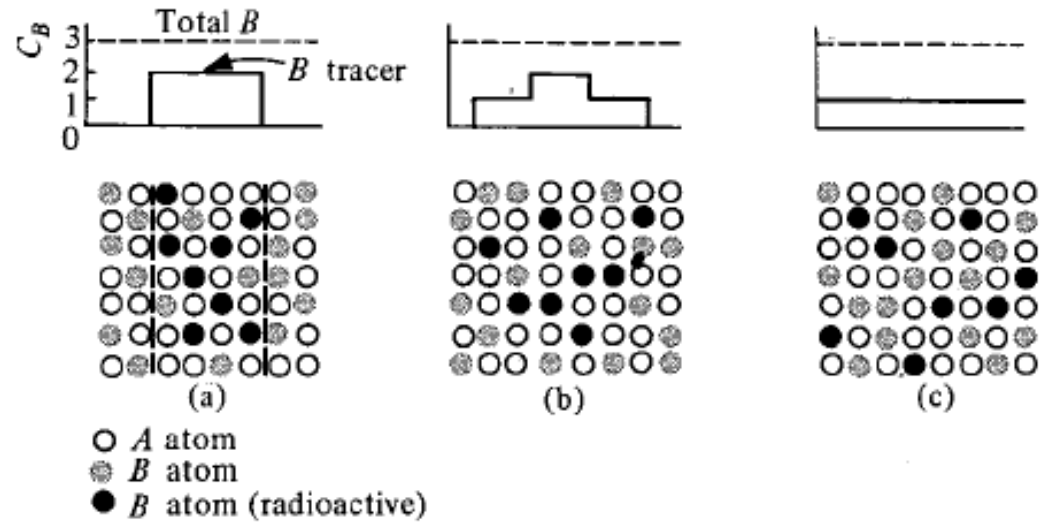 Total B
C_B
3
2
1
0
B tracer
(a)
(b)
(c)
A atom
B atom
B atom (radioactive)